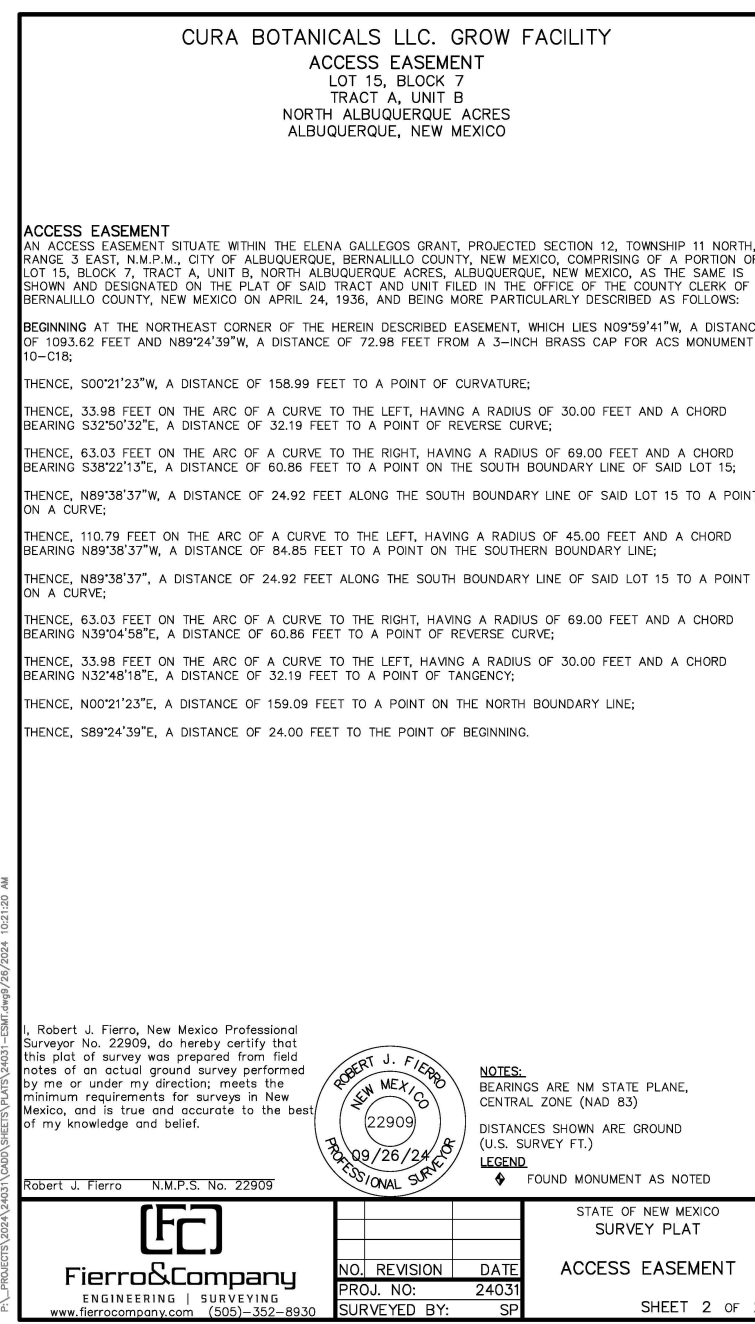 CURA BOTANICALS LLC. GROW FACILITY
ACCESS EASEMENT
LOT 15, BLOCK 7
TRACT A, UNIT B
NORTH ALBUQUERQUE ACRES
ALBUQUERQUE, NEW MEXICO
ACCESS EASEMENT
AN ACCESS EASEMENT SITUATE WITHIN THE ELENA GALLEGOS GRANT, PROJECTED SECTION 12, TOWNSHIP 11 NORTH,
RANGE 3 EAST, N.M.P.M., CITY OF ALBUQUERQUE, BERNALILLO COUNTY, NEW MEXICO, COMPRISING OF A PORTION OF
LOT 15, BLOCK 7, TRACT A, UNIT B, NORTH ALBUQUERQUE ACRES, ALBUQUERQUE, NEW MEXICO, AS THE SAME IS
SHOWN AND DESIGNATED ON THE PLAT OF SAID TRACT AND UNIT FILED IN THE OFFICE OF THE COUNTY CLERK OF
BERNALILLO COUNTY, NEW MEXICO ON APRIL 24, 1936, AND BEING MORE PARTICULARLY DESCRIBED AS FOLLOWS:
BEGINNING AT THE NORTHEAST CORNER OF THE HEREIN DESCRIBED EASEMENT, WHICH LIES N09°59'41"W, A DISTANC
OF 1093.62 FEET AND N89°24'39"W, A DISTANCE OF 72.98 FEET FROM A 3-INCH BRASS CAP FOR ACS MONUMENT
10-C18;
THENCE, S00°21'23"W, A DISTANCE OF 158.99 FEET TO A POINT OF CURVATURE;
THENCE, 33.98 FEET ON THE ARC OF A CURVE TO THE LEFT, HAVING A RADIUS OF 30.00 FEET AND A CHORD
BEARING S32°50'32"E, A DISTANCE OF 32.19 FEET TO A POINT OF REVERSE CURVE;
THENCE, 63.03 FEET ON THE ARC OF A CURVE TO THE RIGHT, HAVING A RADIUS OF 69.00 FEET AND A CHORD
BEARING S38°22'13"E, A DISTANCE OF 60.86 FEET TO A POINT ON THE SOUTH BOUNDARY LINE OF SAID LOT 15;
THENCE, N89°38'37"W, A DISTANCE OF 24.92 FEET ALONG THE SOUTH BOUNDARY LINE OF SAID LOT 15 TO A POINT
ON A CURVE;
THENCE, 110.79 FEET ON THE ARC OF A CURVE TO THE LEFT, HAVING A RADIUS OF 45.00 FEET AND A CHORD
BEARING N89°38'37"W, A DISTANCE OF 84.85 FEET TO A POINT ON THE SOUTHERN BOUNDARY LINE;
THENCE, N89°38'37", A DISTANCE OF 24.92 FEET ALONG THE SOUTH BOUNDARY LINE OF SAID LOT 15 TO A POINT
ON A CURVE;
THENCE, 63.03 FEET ON THE ARC OF A CURVE TO THE RIGHT, HAVING A RADIUS OF 69.00 FEET AND A CHORD
BEARING N39°04'58"E, A DISTANCE OF 60.86 FEET TO A POINT OF REVERSE CURVE;
THENCE, 33.98 FEET ON THE ARC OF A CURVE TO THE LEFT, HAVING A RADIUS OF 30.00 FEET AND A CHORD
BEARING N32°48'18"E, A DISTANCE OF 32.19 FEET TO A POINT OF TANGENCY;
THENCE, N00°21'23"E, A DISTANCE OF 159.09 FEET TO A POINT ON THE NORTH BOUNDARY LINE;
THENCE, S89°24'39"E, A DISTANCE OF 24.00 FEET TO THE POINT OF BEGINNING.
P:\_PROJECTS\2024\24031\CADD\SHEETS\PLATS\24031-ESMT.dwg9/26/2024 10:21:20 AM
I, Robert J. Fierro, New Mexico Professional
Surveyor No. 22909, do hereby certify that
this plat of survey was prepared from field
notes of an actual ground survey performed
by me or under my direction; meets the
minimum requirements for surveys in New
Mexico, and is true and accurate to the best
of my knowledge and belief.
Robert J. Fierro N.M.P.S. No. 22909
ROBERT J. FIERRO
NEW MEXICO
22909
09/26/24
PROFESSIONAL SURVEYOR
NOTES:
BEARINGS ARE NM STATE PLANE,
CENTRAL ZONE (NAD 83)
DISTANCES SHOWN ARE GROUND
(U.S. SURVEY FT.)
LEGEND
FOUND MONUMENT AS NOTED
FC
Fierro&Company
ENGINEERING | SURVEYING
www.fierrocompany.com (505)-352-8930
NO. REVISION DATE
PROJ. NO: 24031
SURVEYED BY: SP
STATE OF NEW MEXICO
SURVEY PLAT
ACCESS EASEMENT
SHEET 2 OF